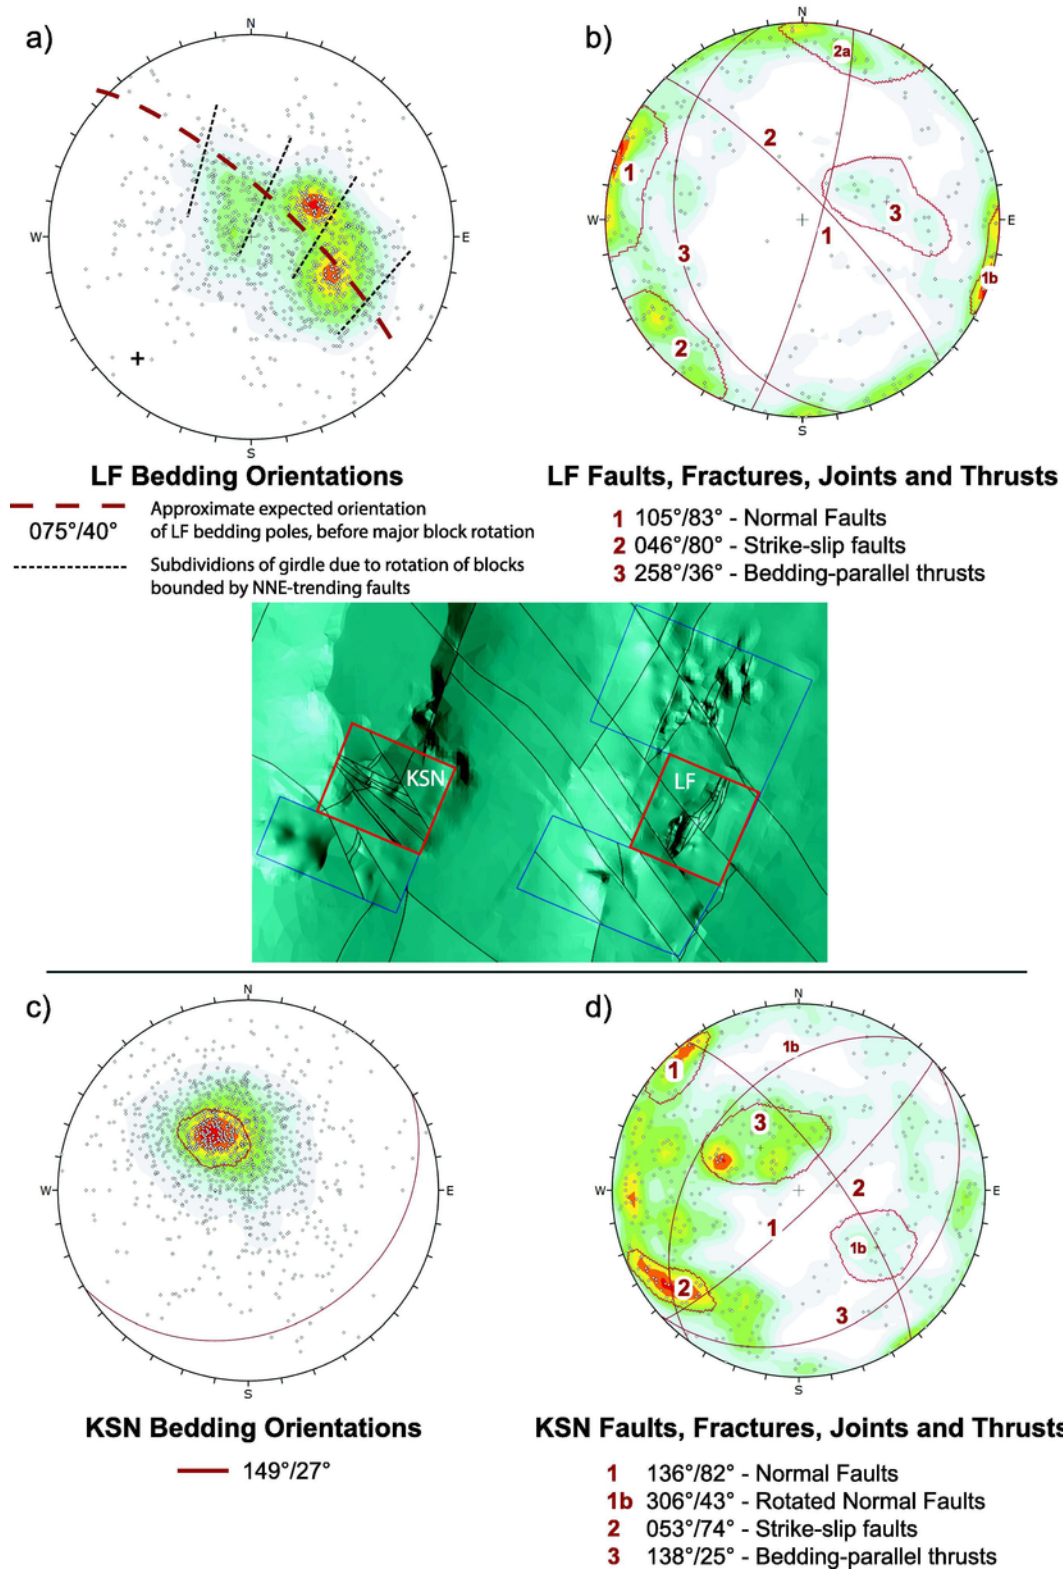 a)
N
W
E
S
+
b)
N
W
E
S
2a
2
1
3
3
1
1b
2
LF Bedding Orientations
075°/40°
Approximate expected orientation
of LF bedding poles, before major block rotation
Subdividions of girdle due to rotation of blocks
bounded by NNE-trending faults
LF Faults, Fractures, Joints and Thrusts
1 105°/83° - Normal Faults
2 046°/80° - Strike-slip faults
3 258°/36° - Bedding-parallel thrusts
KSN
LF
c)
N
W
E
S
d)
N
W
E
S
1b
1
3
2
1
1b
2
3
KSN Bedding Orientations
149°/27°
KSN Faults, Fractures, Joints and Thrusts
1 136°/82° - Normal Faults
1b 306°/43° - Rotated Normal Faults
2 053°/74° - Strike-slip faults
3 138°/25° - Bedding-parallel thrusts